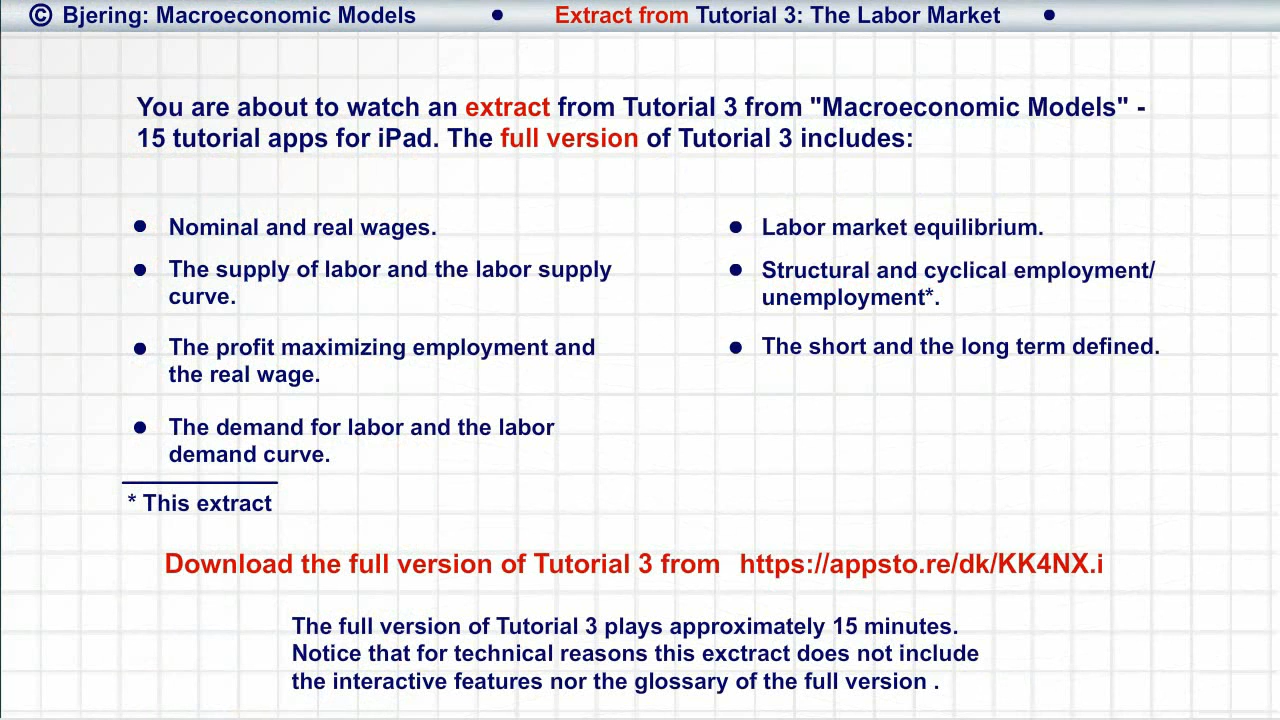 © Bjering: Macroeconomic Models • Extract from Tutorial 3: The Labor Market •
You are about to watch an extract from Tutorial 3 from "Macroeconomic Models" -
15 tutorial apps for iPad. The full version of Tutorial 3 includes:
• Nominal and real wages.
• The supply of labor and the labor supply
curve.
• The profit maximizing employment and
the real wage.
• The demand for labor and the labor
demand curve.
• Labor market equilibrium.
• Structural and cyclical employment/
unemployment*.
• The short and the long term defined.
* This extract
Download the full version of Tutorial 3 from https://appsto.re/dk/KK4NX.i
The full version of Tutorial 3 plays approximately 15 minutes.
Notice that for technical reasons this exctract does not include
the interactive features nor the glossary of the full version .